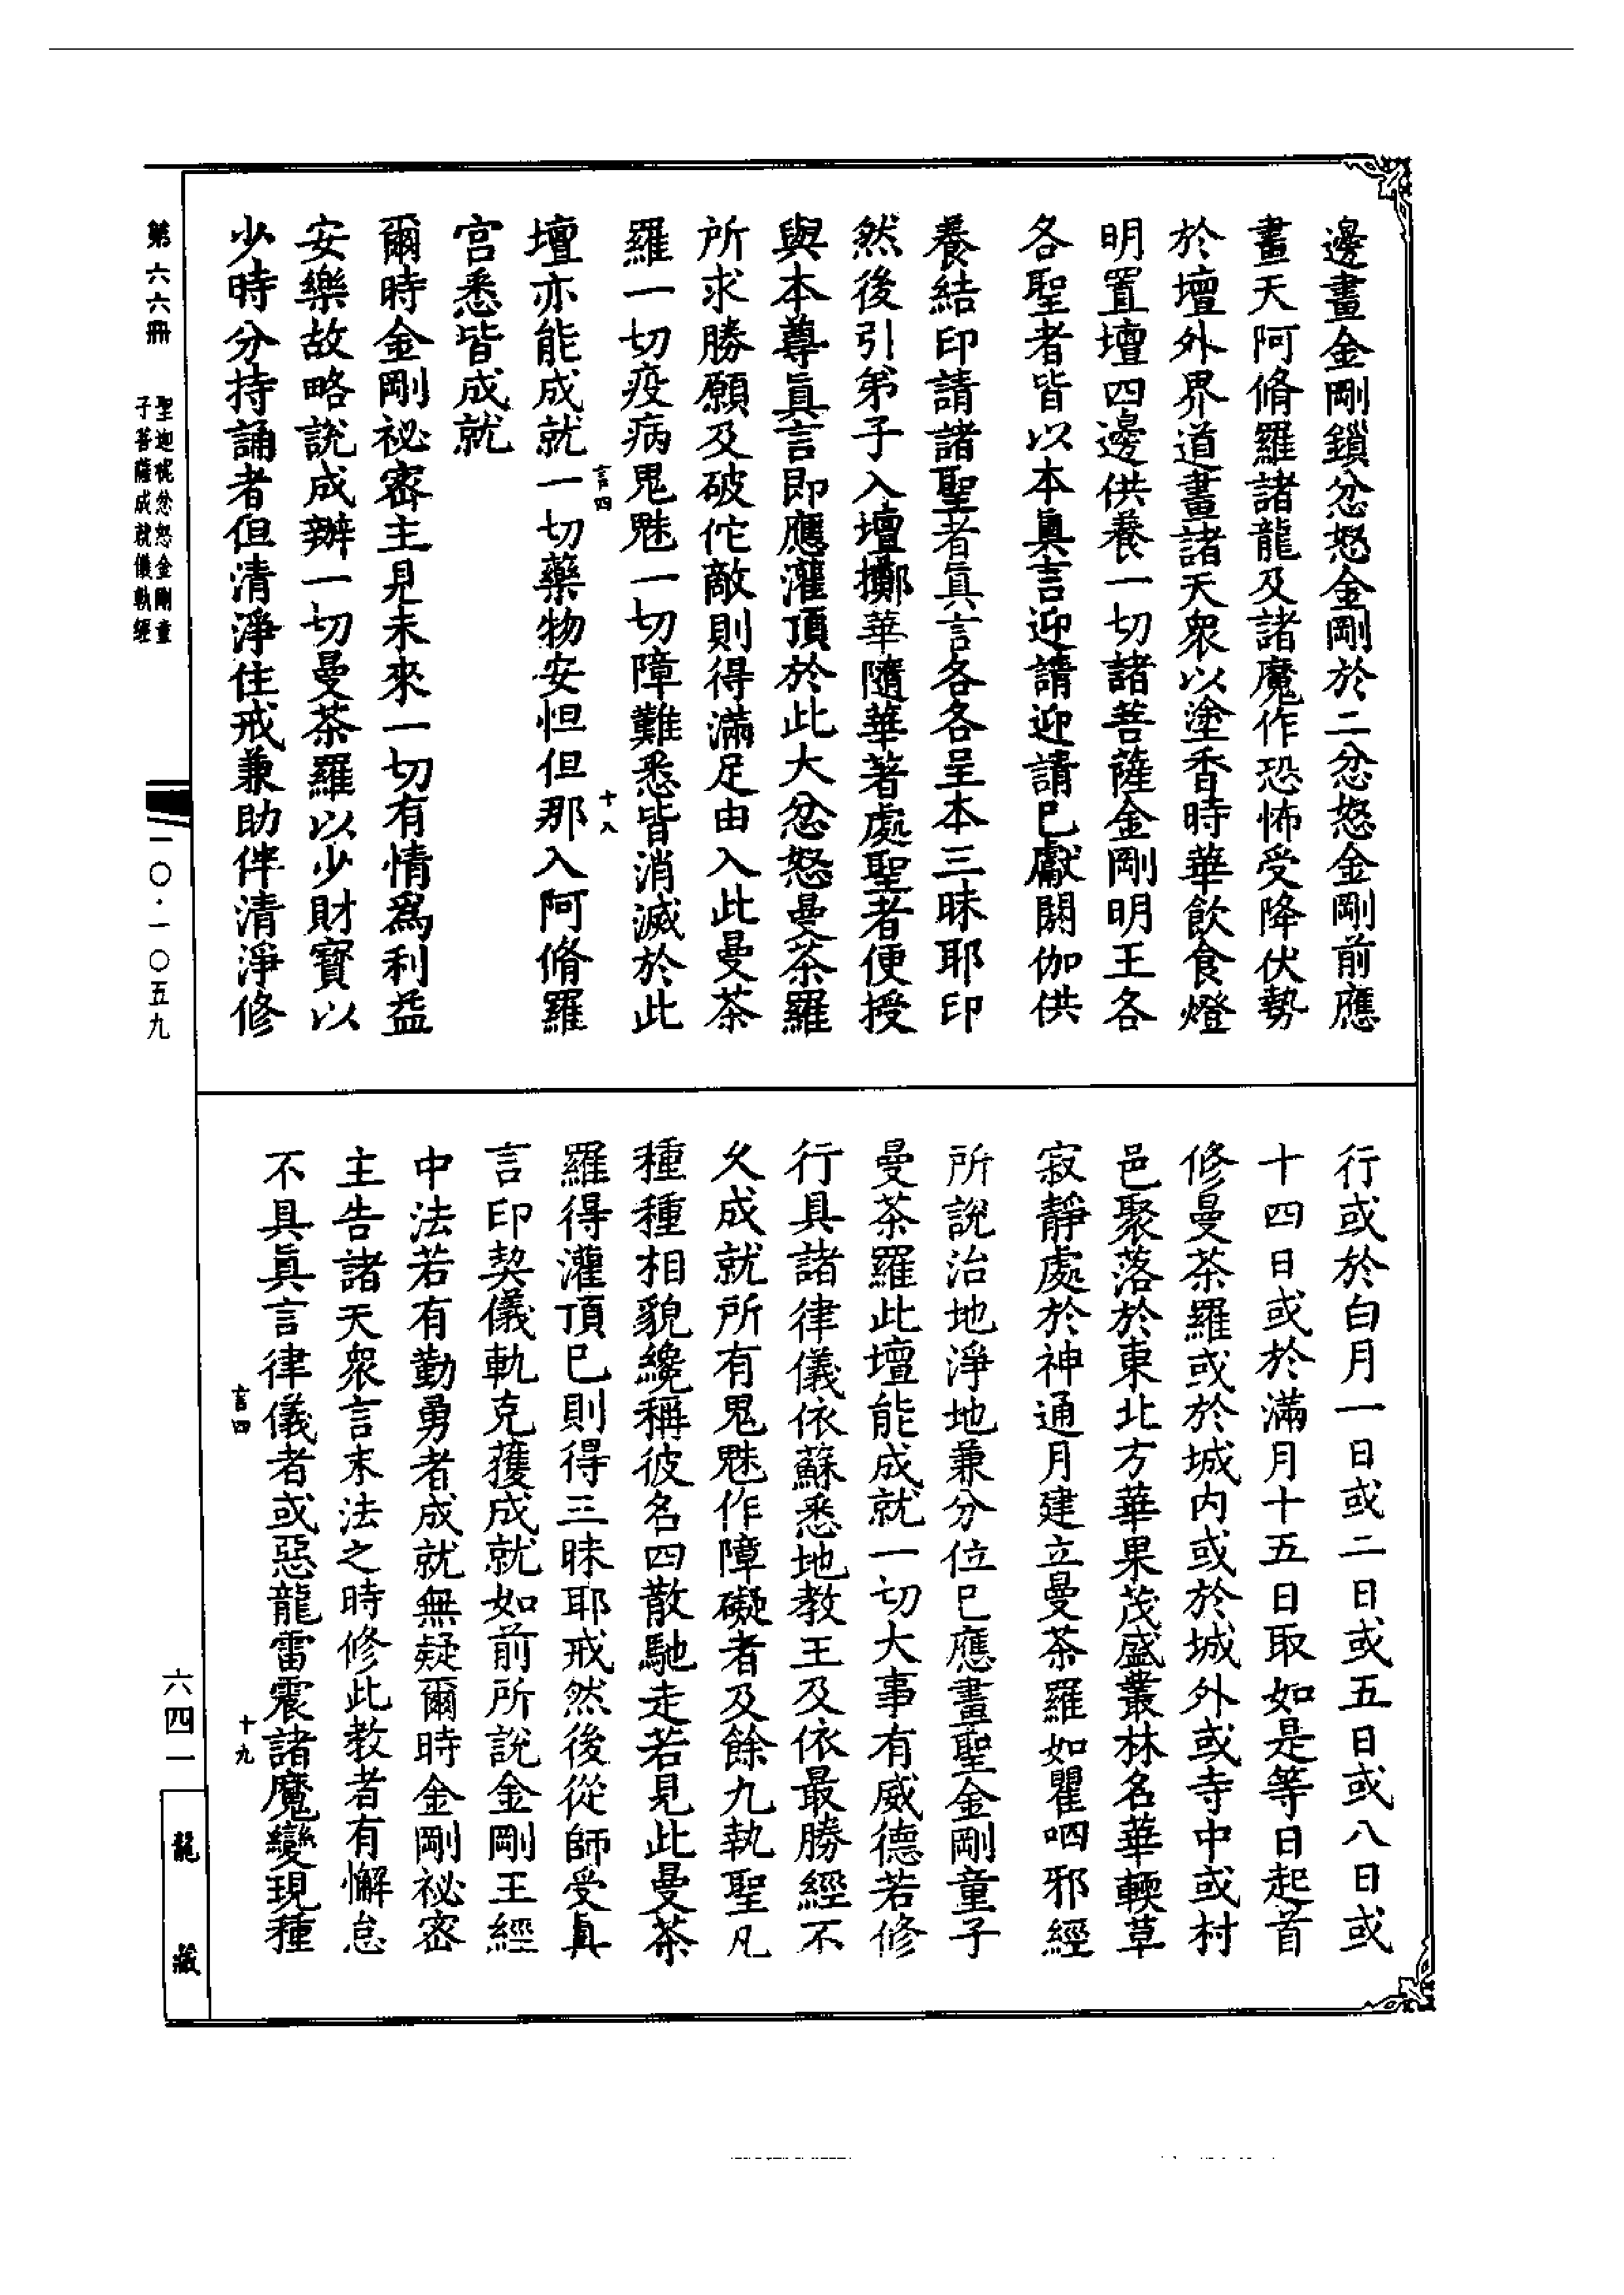 邊畫金剛鎖忿怒金剛於二忿怒金剛前應
畫天阿脩羅諸龍及諸魔作恐怖受降伏勢
於壇外界道畫諸天衆以塗香時華飲食燈
明置壇四邊供養一切諸菩薩金剛明王各
各聖者皆以本真言迎請迎請已獻閼伽供
養結印請諸聖者真言各各呈本三昧耶印
然後引弟子入壇擲華隨華著處聖者便授
與本尊真言即應灌頂於此大忿怒曼茶羅
所求勝願及破佗敵則得滿足由入此曼茶
羅一切疫病鬼魅一切障難悉皆消滅於此
言四
十八
壇亦能成就一切藥物安怛但那入阿脩羅
宮悉皆成就
爾時金剛祕密主見未來一切有情爲利益
安樂故略說成辦一切曼茶羅以少財寶以
少時分持誦者但清淨住戒兼助伴清淨修
行或於白月一日或二日或五日或八日或
十四日或於滿月十五日取如是等日起首
修曼茶羅或於城内或於城外或寺中或村
邑聚落於東北方華果茂盛叢林名華輭草
寂靜處於神通月建立曼茶羅如瞿呬邪經
所說治地淨地兼分位已應畫聖金剛童子
曼茶羅此壇能成就一切大事有威德若修
行具諸律儀依蘇悉地教王及依最勝經不
久成就所有鬼魅作障礙者及餘九執聖凡
種種相貌纔稱彼名四散馳走若見此曼茶
羅得灌頂已則得三昧耶戒然後從師受真
言印契儀軌克獲成就如前所說金剛王經
中法若有勤勇者成就無疑爾時金剛祕密
主告諸天衆言末法之時修此教者有懈怠
不具真言律儀者或惡龍雷震諸魔變現種
言四
十九
第六六冊
聖迦柅忿怒金剛童
子菩薩成就儀軌經
一〇·一〇五九
六四一
龍藏